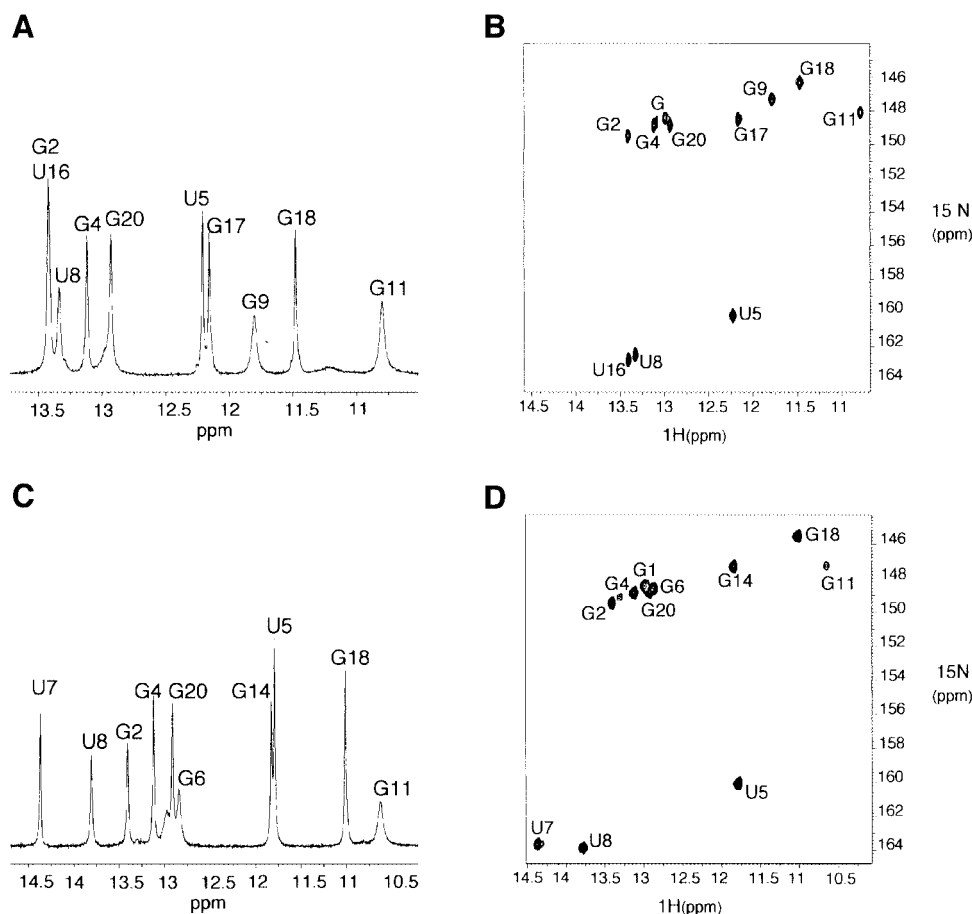 A
G2
U16
U8
G4
G20
U5
G17
G9
G18
G11
13.5 13 12.5 12 11.5 11
ppm
B
G18
G9
G
G11
G2
G4
G20
G17
U5
U16
U8
146
148
150
152
154
156
158
160
162
164
15 N
(ppm)
14.5 14 13.5 13 12.5 12 11.5 11
1H(ppm)
C
U7
U8
G2
G4
G20
G6
G14
U5
G18
G11
14.5 14 13.5 13 12.5 12 11.5 11 10.5
ppm
D
G18
G1
G4
G6
G14
G11
G2
G20
U5
U7
U8
146
148
150
152
154
156
158
160
162
164
15N
(ppm)
14.5 14 13.5 13 12.5 12 11.5 11 10.5
1H(ppm)